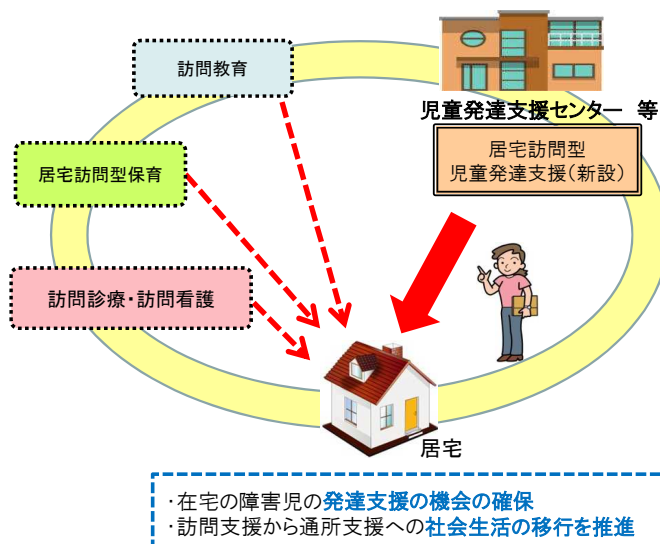 訪問教育
児童発達支援センター 等
居宅訪問型
児童発達支援(新設)
居宅訪問型保育
訪問診療・訪問看護
居宅
・在宅の障害児の発達支援の機会の確保
・訪問支援から通所支援への社会生活の移行を推進